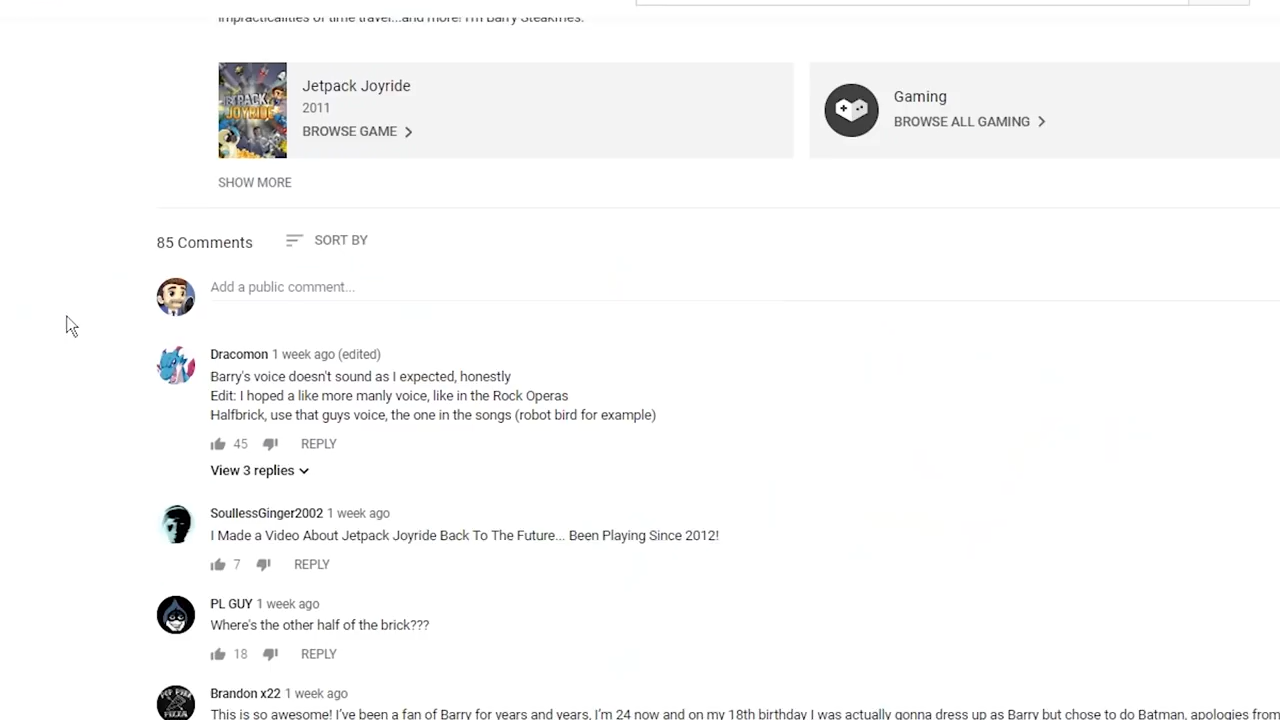 impracticalities of time travel...and more! I'm Barry Steakfries.
JETPACK
JOYRIDE
Jetpack Joyride
2011
BROWSE GAME
Gaming
BROWSE ALL GAMING
SHOW MORE
85 Comments
SORT BY
Add a public comment...
Dracomon 1 week ago (edited)
Barry's voice doesn't sound as I expected, honestly
Edit: I hoped a like more manly voice, like in the Rock Operas
Halfbrick, use that guys voice, the one in the songs (robot bird for example)
45 REPLY
View 3 replies
SoullessGinger2002 1 week ago
I Made a Video About Jetpack Joyride Back To The Future... Been Playing Since 2012!
7 REPLY
PL GUY 1 week ago
Where's the other half of the brick???
18 REPLY
Brandon x22 1 week ago
This is so awesome! I've been a fan of Barry for years and years, I'm 24 now and on my 18th birthday I was actually gonna dress up as Barry but chose to do Batman, apologies from